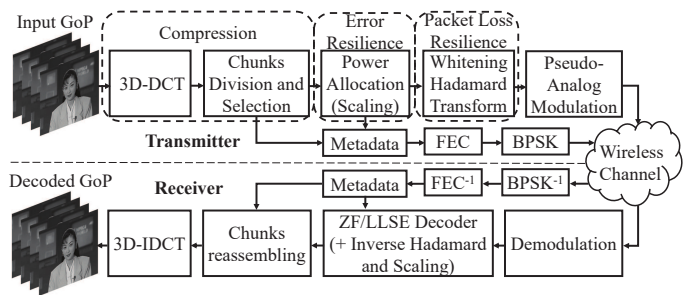 Input GoP
Compression
Error
Resilience
Packet Loss
Resilience
3D-DCT
Chunks
Division and
Selection
Power
Allocation
(Scaling)
Whitening
Hadamard
Transform
Pseudo-
Analog
Modulation
Transmitter
Metadata
FEC
BPSK
Wireless
Channel
Decoded GoP
Receiver
Metadata
FEC-1
BPSK-1
3D-IDCT
Chunks
reassembling
ZF/LLSE Decoder
(+ Inverse Hadamard
and Scaling)
Demodulation